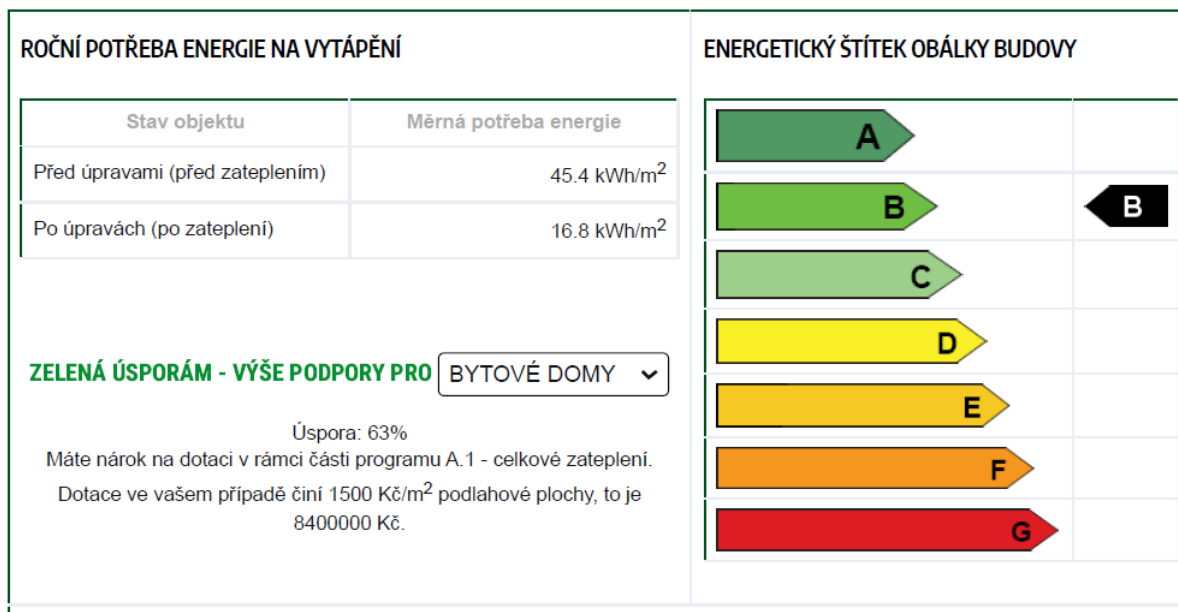 ROČNÍ POTŘEBA ENERGIE NA VYTÁPĚNÍ
Stav objektu Měrná potřeba energie
Před úpravami (před zateplením) 45.4 kWh/m²
Po úpravách (po zateplení) 16.8 kWh/m²
ZELENÁ ÚSPORÁM - VÝŠE PODPORY PRO BYTOVÉ DOMY
Úspora: 63%
Máte nárok na dotaci v rámci části programu A.1 - celkové zateplení.
Dotace ve vašem případě činí 1500 Kč/m² podlahové plochy, to je
8400000 Kč.
ENERGETICKÝ ŠTÍTEK OBÁLKY BUDOVY
A
B B
C
D
E
F
G